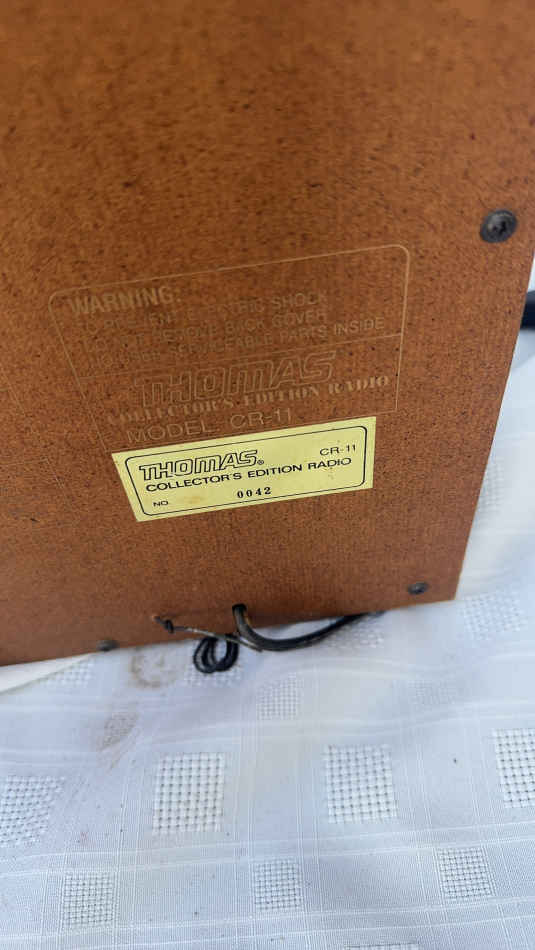 WARNING:
TO PREVENT ELECTRIC SHOCK
DO NOT REMOVE BACK COVER
NO USER SERVICEABLE PARTS INSIDE
THOMAS
COLLECTOR'S EDITION RADIO
MODEL CR-11
THOMAS® CR-11
COLLECTOR'S EDITION RADIO
NO. 0042